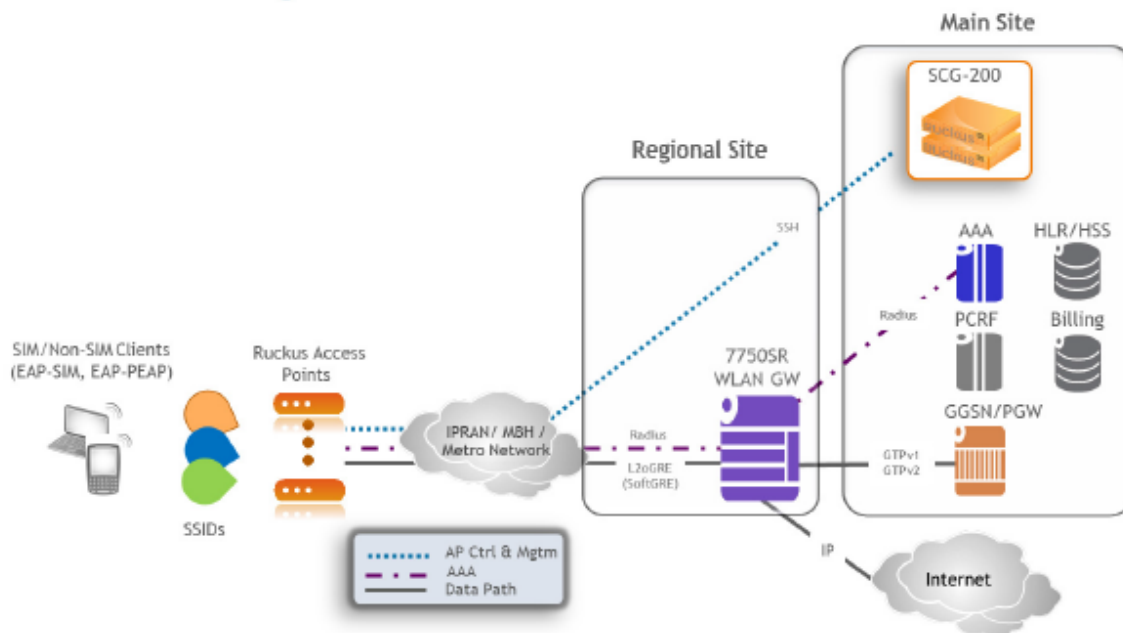 Main Site
SCG-200
Regional Site
SSH
AAA
HLR/HSS
Radius
PCRF
Billing
SIM/Non-SIM Clients
(EAP-SIM, EAP-PEAP)
Ruckus Access
Points
7750SR
WLAN GW
GGSN/PGW
IPRAN/ MBH /
Metro Network
Radius
L2oGRE
(SoftGRE)
GTPv1
GTPv2
SSIDs
AP Ctrl & Mgtm
AAA
Data Path
IP
Internet